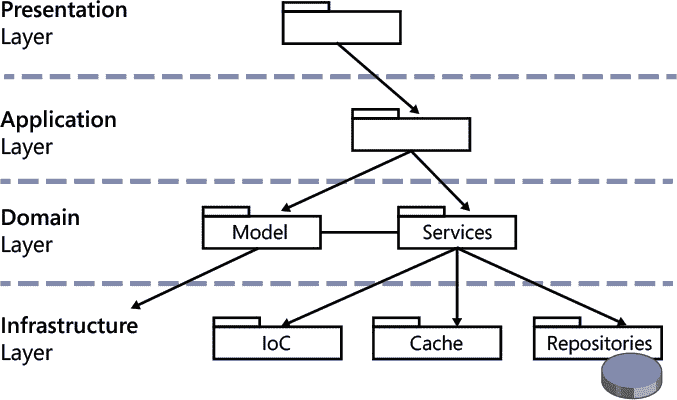 Presentation
Layer
Application
Layer
Domain
Layer
Model
Services
Infrastructure
Layer
IoC
Cache
Repositories